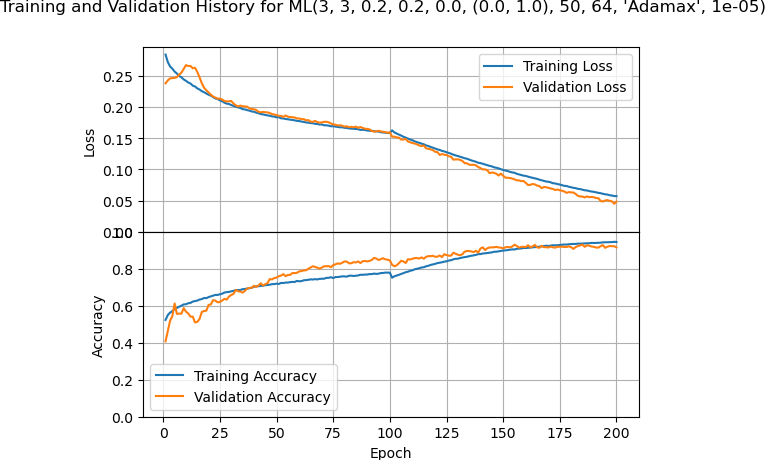 Training and Validation History for ML(3, 3, 0.2, 0.2, 0.0, (0.0, 1.0), 50, 64, 'Adamax', 1e-05)
Loss
0.25
0.20
0.15
0.10
0.05
0.00
Training Loss
Validation Loss
Accuracy
1.0
0.8
0.6
0.4
0.2
0.0
Training Accuracy
Validation Accuracy
0 25 50 75 100 125 150 175 200
Epoch